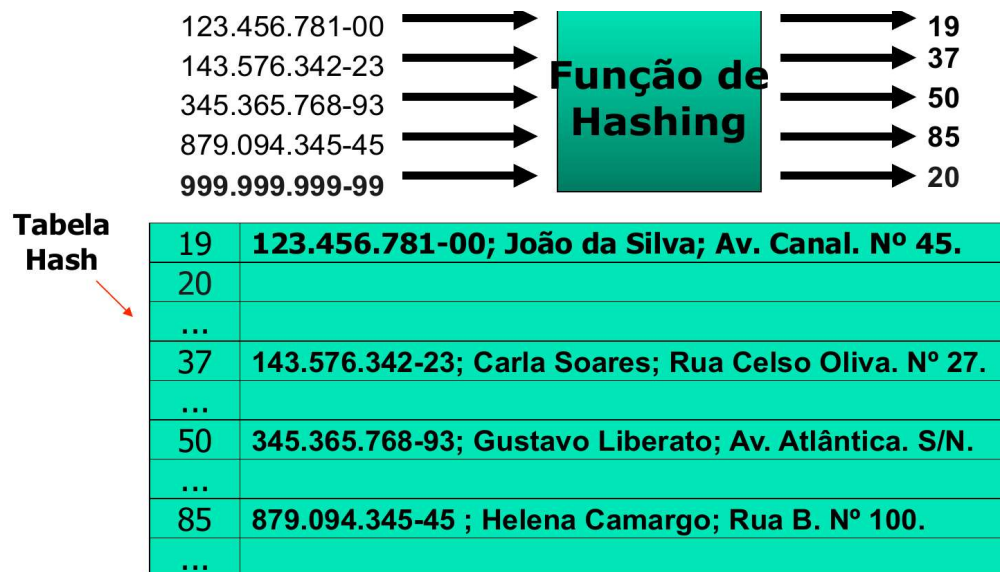 123.456.781-00
19
143.576.342-23
37
345.365.768-93
50
879.094.345-45
85
999.999.999-99
20
Função de
Hashing
Tabela
Hash
19 123.456.781-00; João da Silva; Av. Canal. Nº 45.
20
...
37 143.576.342-23; Carla Soares; Rua Celso Oliva. Nº 27.
...
50 345.365.768-93; Gustavo Liberato; Av. Atlântica. S/N.
...
85 879.094.345-45 ; Helena Camargo; Rua B. Nº 100.
...